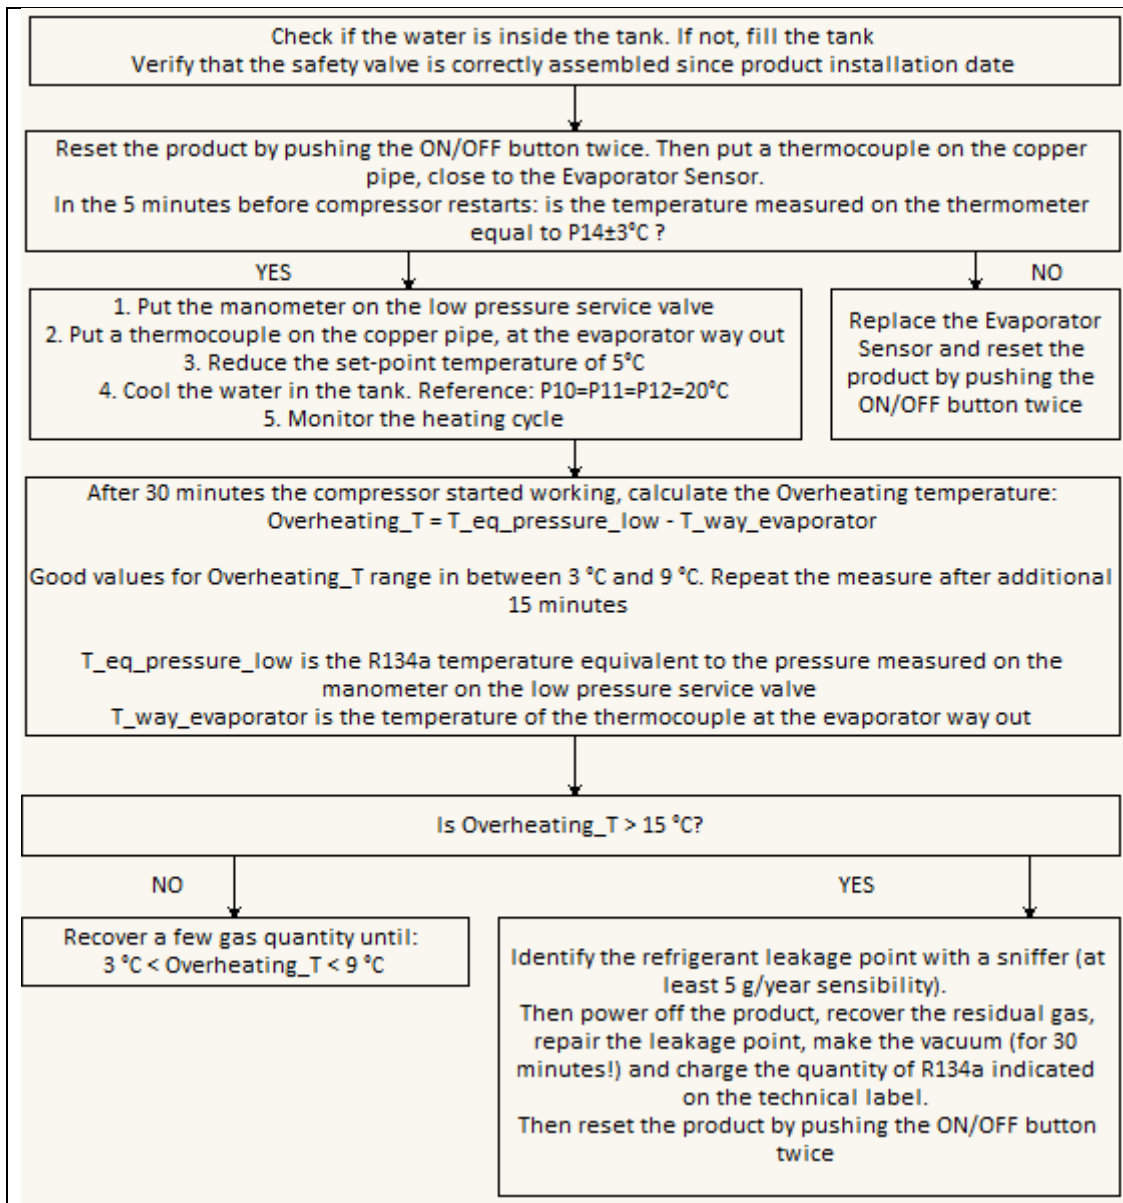 Check if the water is inside the tank. If not, fill the tank
Verify that the safety valve is correctly assembled since product installation date
Reset the product by pushing the ON/OFF button twice. Then put a thermocouple on the copper
pipe, close to the Evaporator Sensor.
In the 5 minutes before compressor restarts: is the temperature measured on the thermometer
equal to P14±3°C ?
YES
NO
1. Put the manometer on the low pressure service valve
2. Put a thermocouple on the copper pipe, at the evaporator way out
3. Reduce the set-point temperature of 5°C
4. Cool the water in the tank. Reference: P10=P11=P12=20°C
5. Monitor the heating cycle
Replace the Evaporator
Sensor and reset the
product by pushing the
ON/OFF button twice
After 30 minutes the compressor started working, calculate the Overheating temperature:
Overheating_T = T_eq_pressure_low - T_way_evaporator
Good values for Overheating_T range in between 3 °C and 9 °C. Repeat the measure after additional
15 minutes
T_eq_pressure_low is the R134a temperature equivalent to the pressure measured on the
manometer on the low pressure service valve
T_way_evaporator is the temperature of the thermocouple at the evaporator way out
Is Overheating_T > 15 °C?
NO
YES
Recover a few gas quantity until:
3 °C < Overheating_T < 9 °C
Identify the refrigerant leakage point with a sniffer (at
least 5 g/year sensibility).
Then power off the product, recover the residual gas,
repair the leakage point, make the vacuum (for 30
minutes!) and charge the quantity of R134a indicated
on the technical label.
Then reset the product by pushing the ON/OFF button
twice